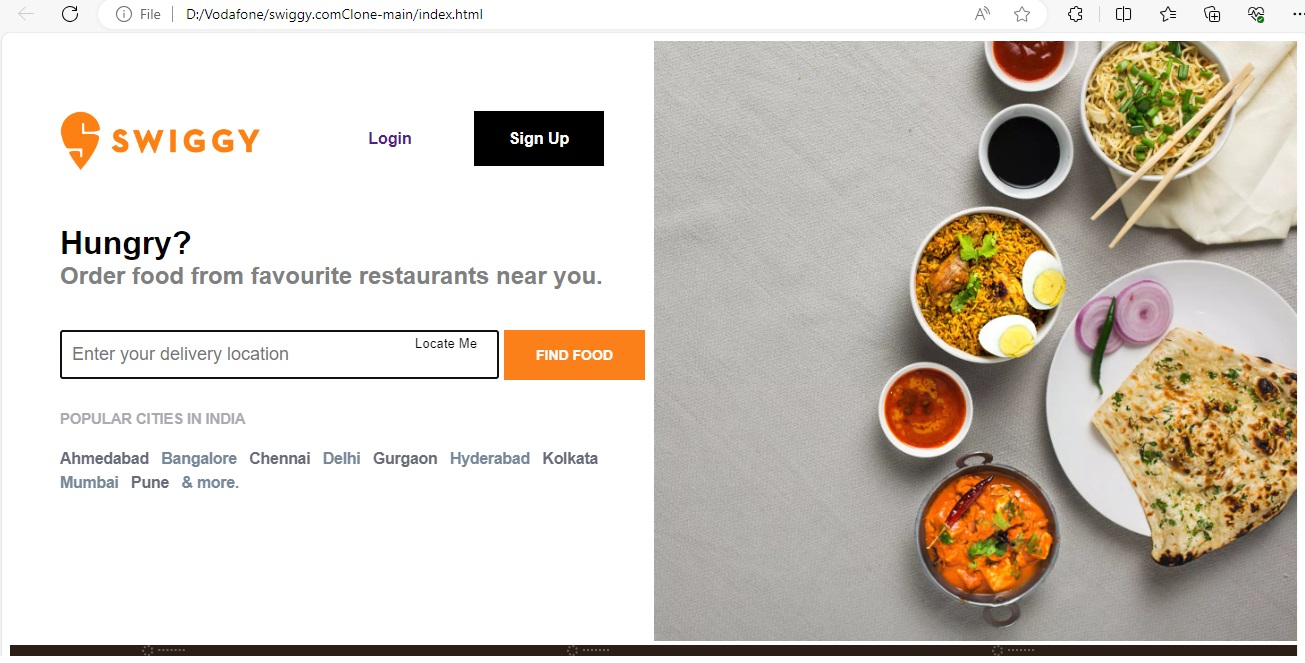 File D:/Vodafone/swiggy.comClone-main/index.html
SWIGGY Login Sign Up
Hungry?
Order food from favourite restaurants near you.
Enter your delivery location Locate Me FIND FOOD
POPULAR CITIES IN INDIA
Ahmedabad Bangalore Chennai Delhi Gurgaon Hyderabad Kolkata
Mumbai Pune & more.